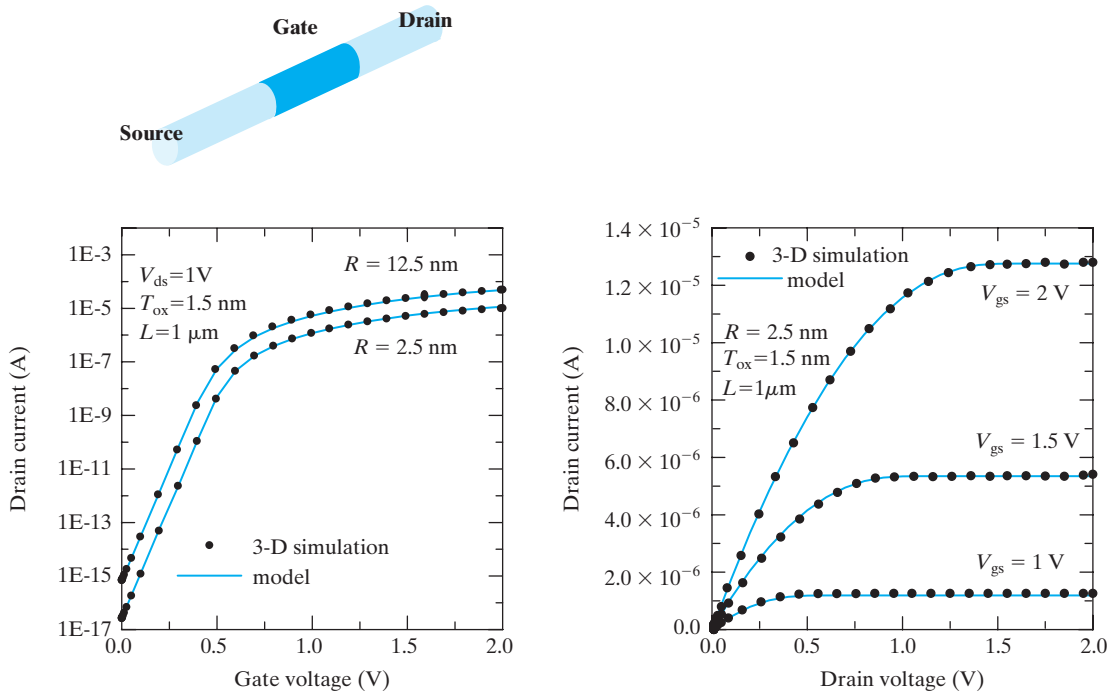 Drain
Gate
Source
1E-3
1E-5
1E-7
1E-9
1E-11
1E-13
1E-15
1E-17
Drain current (A)
V_ds=1V
T_ox=1.5 nm
L=1 μm
R = 12.5 nm
R = 2.5 nm
3-D simulation
model
0.0 0.5 1.0 1.5 2.0
Gate voltage (V)
1.4 × 10^−5
1.2 × 10^−5
1.0 × 10^−5
8.0 × 10^−6
6.0 × 10^−6
4.0 × 10^−6
2.0 × 10^−6
0.0
Drain current (A)
3-D simulation
model
R = 2.5 nm
T_ox=1.5 nm
L=1μm
V_gs = 2 V
V_gs = 1.5 V
V_gs = 1 V
0.0 0.5 1.0 1.5 2.0
Drain voltage (V)